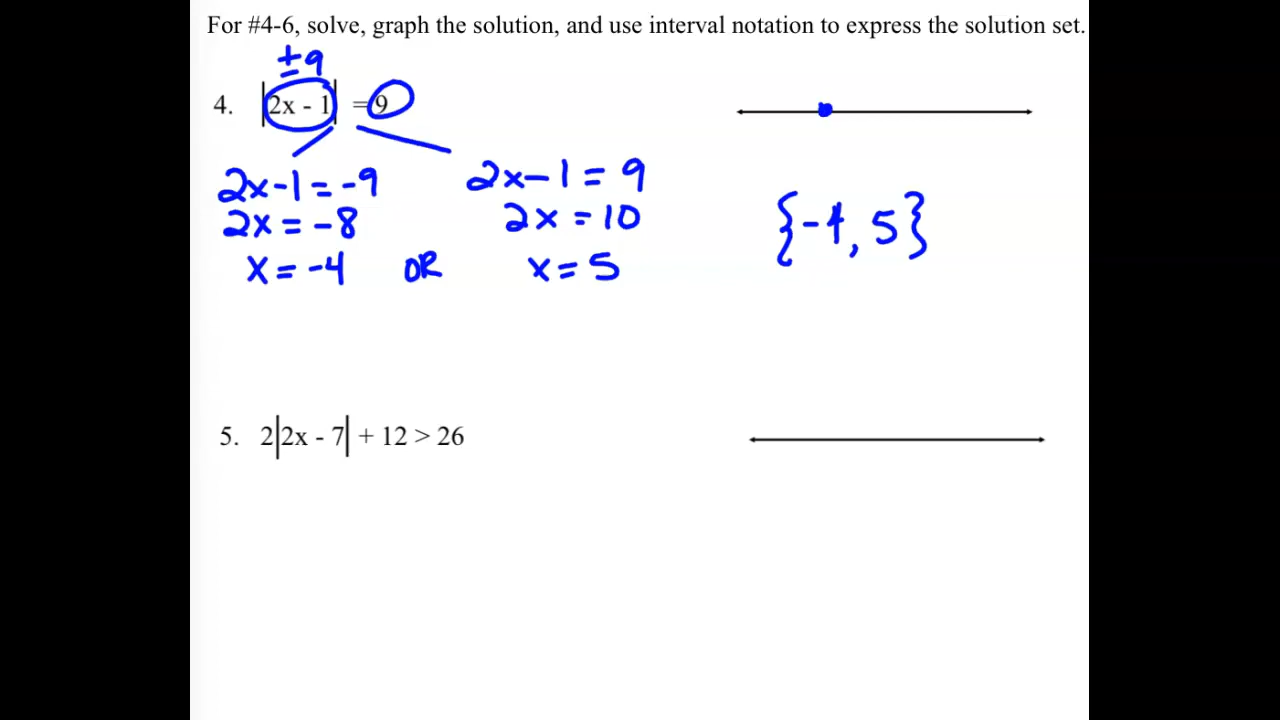 For #4-6, solve, graph the solution, and use interval notation to express the solution set.
±9
4. |2x - 1| = 9
2x-1=-9 2x-1=9
2x=-8 2x=10
x=-4 OR x=5
{-4, 5}
5. 2|2x - 7| + 12 > 26